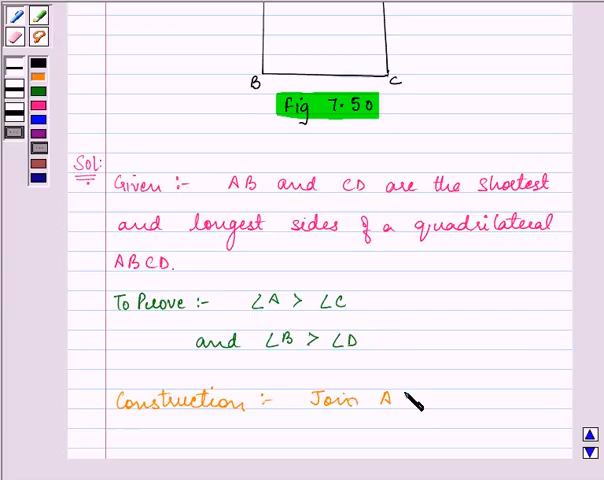 B C
Fig 7.50
Sol:
Given :- AB and CD are the shortest
and longest sides of a quadrilateral
ABCD.
To Prove :- ∠A > ∠C
and ∠B > ∠D
Construction :- Join A